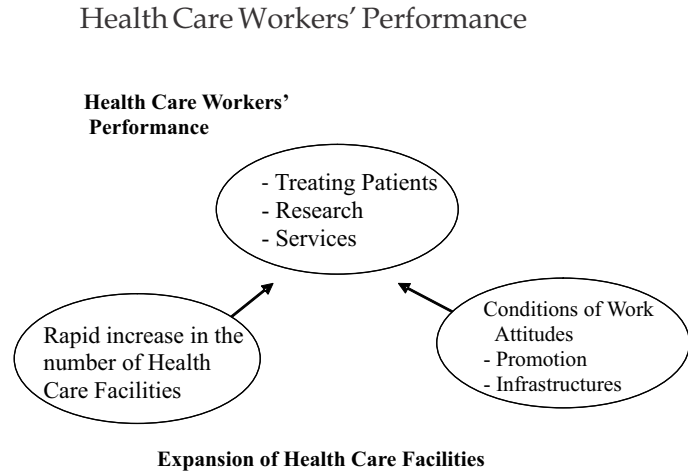 Health Care Workers’ Performance
Health Care Workers’
Performance
- Treating Patients
- Research
- Services
Rapid increase in the
number of Health
Care Facilities
Conditions of Work
Attitudes
- Promotion
- Infrastructures
Expansion of Health Care Facilities